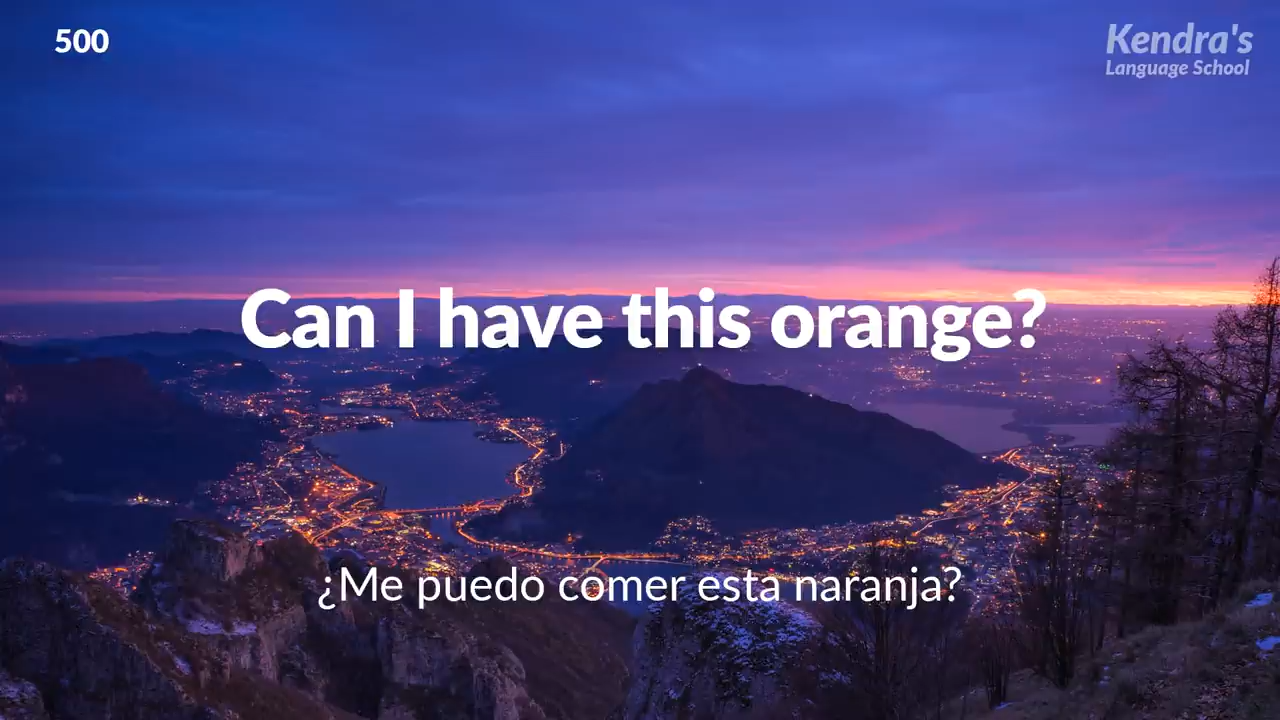 500
Kendra's
Language School
Can I have this orange?
¿Me puedo comer esta naranja?